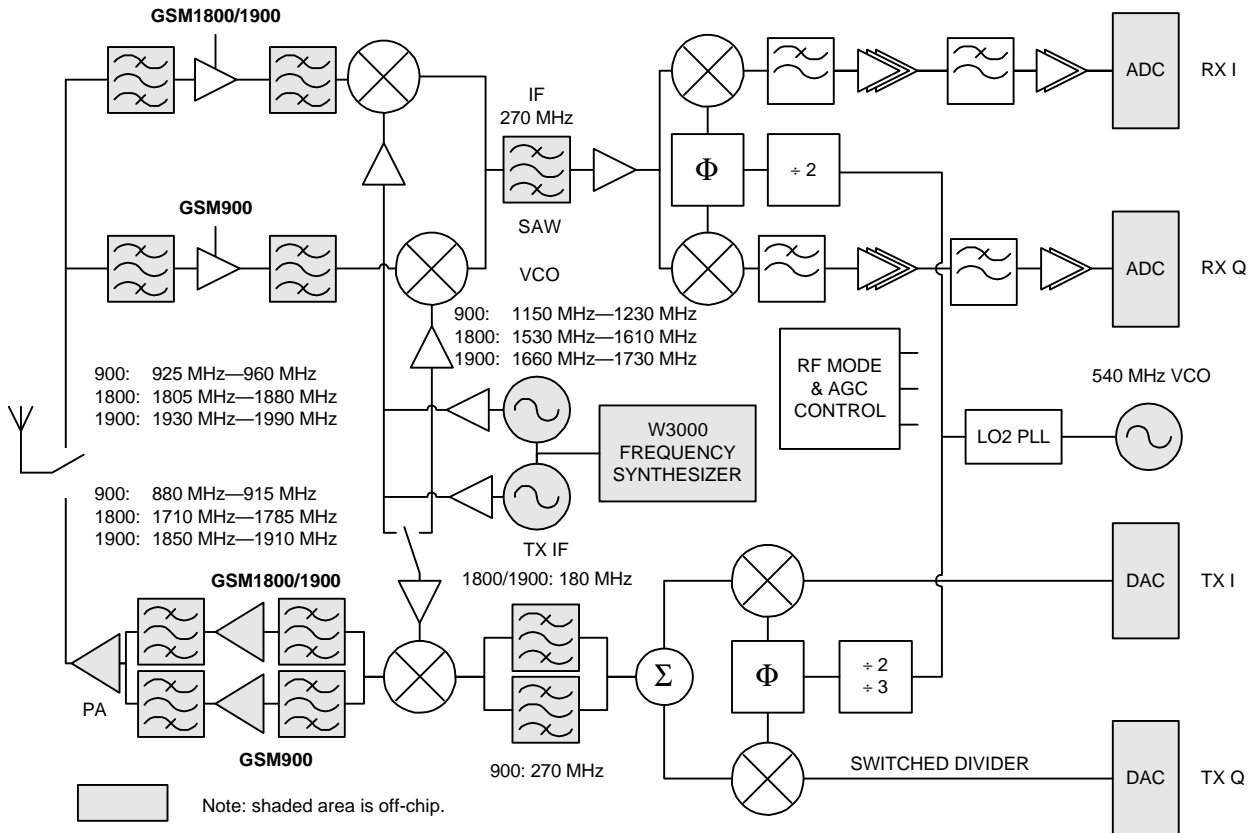 GSM1800/1900
ADC
RX I
IF
270 MHz
Φ
÷ 2
GSM900
SAW
ADC
RX Q
VCO
900: 1150 MHz—1230 MHz
1800: 1530 MHz—1610 MHz
1900: 1660 MHz—1730 MHz
RF MODE
& AGC
CONTROL
540 MHz VCO
900: 925 MHz—960 MHz
1800: 1805 MHz—1880 MHz
1900: 1930 MHz—1990 MHz
W3000
FREQUENCY
SYNTHESIZER
LO2 PLL
900: 880 MHz—915 MHz
1800: 1710 MHz—1785 MHz
1900: 1850 MHz—1910 MHz
TX IF
1800/1900: 180 MHz
GSM1800/1900
DAC
TX I
Σ
Φ
÷ 2
÷ 3
PA
GSM900
900: 270 MHz
SWITCHED DIVIDER
DAC
TX Q
Note: shaded area is off-chip.